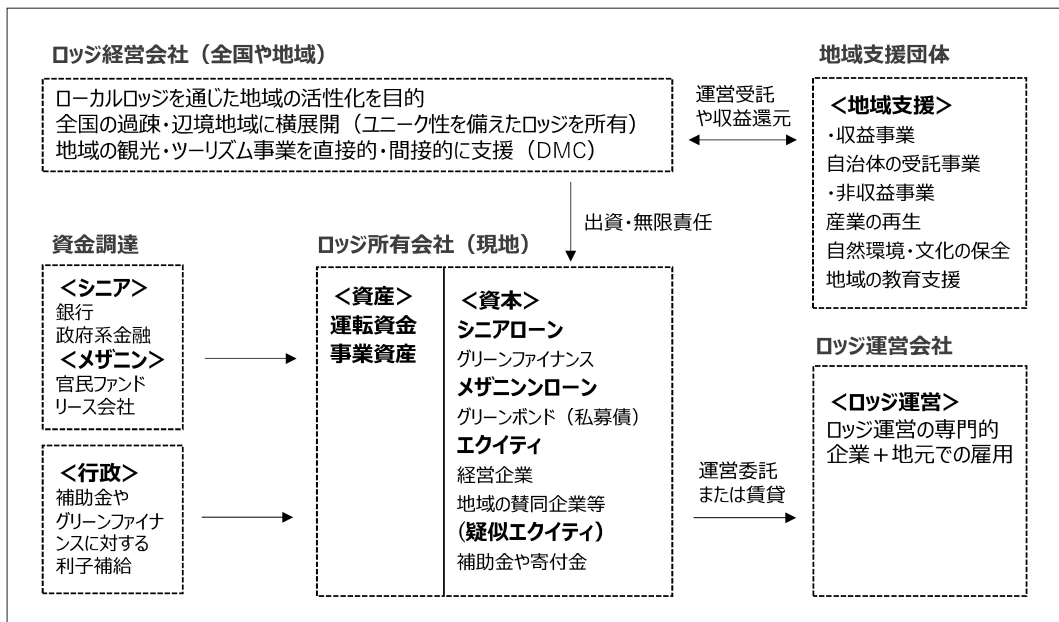 ロッジ経営会社（全国や地域）
ローカルロッジを通じた地域の活性化を目的
全国の過疎・辺境地域に横展開（ユニーク性を備えたロッジを所有）
地域の観光・ツーリズム事業を直接的・間接的に支援（DMC）
運営受託
や収益還元
地域支援団体
＜地域支援＞
・収益事業
自治体の受託事業
・非収益事業
産業の再生
自然環境・文化の保全
地域の教育支援
出資・無限責任
資金調達
＜シニア＞
銀行
政府系金融
＜メザニン＞
官民ファンド
リース会社
＜行政＞
補助金や
グリーンファイナ
ンスに対する
利子補給
ロッジ所有会社（現地）
＜資産＞
運転資金
事業資産
＜資本＞
シニアローン
グリーンファイナンス
メザニンンローン
グリーンボンド（私募債）
エクイティ
経営企業
地域の賛同企業等
(疑似エクイティ）
補助金や寄付金
運営委託
または賃貸
ロッジ運営会社
＜ロッジ運営＞
ロッジ運営の専門的
企業＋地元での雇用